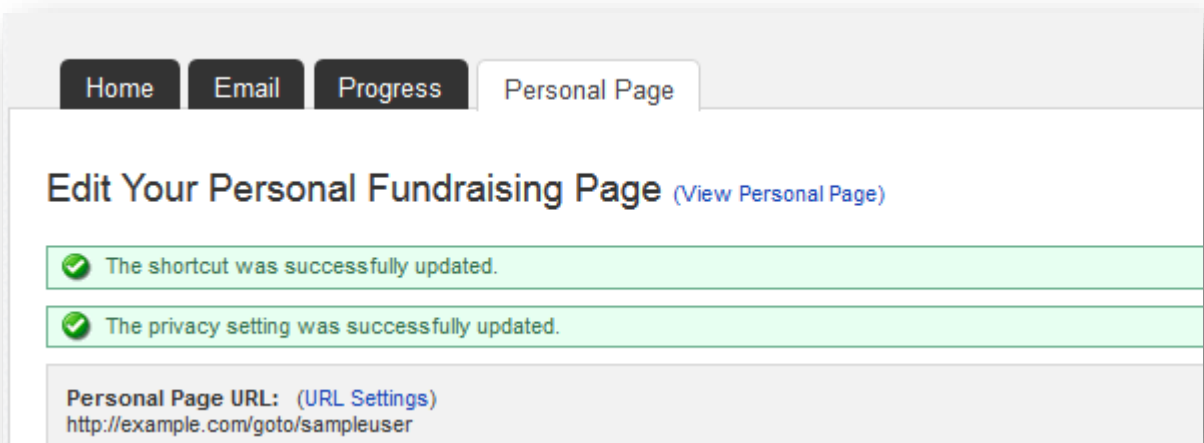 Home Email Progress Personal Page
Edit Your Personal Fundraising Page (View Personal Page)
The shortcut was successfully updated.
The privacy setting was successfully updated.
Personal Page URL: (URL Settings)
http://example.com/goto/sampleuser